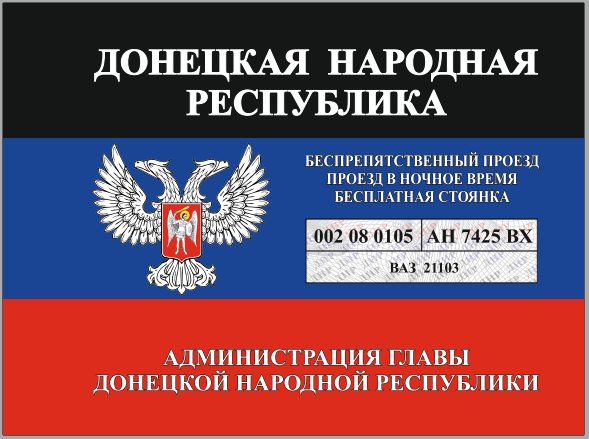 ДОНЕЦКАЯ НАРОДНАЯ
РЕСПУБЛИКА
БЕСПРЕПЯТСТВЕННЫЙ ПРОЕЗД
ПРОЕЗД В НОЧНОЕ ВРЕМЯ
БЕСПЛАТНАЯ СТОЯНКА
002 08 0105 АН 7425 ВХ
ВАЗ 21103
АДМИНИСТРАЦИЯ ГЛАВЫ
ДОНЕЦКОЙ НАРОДНОЙ РЕСПУБЛИКИ